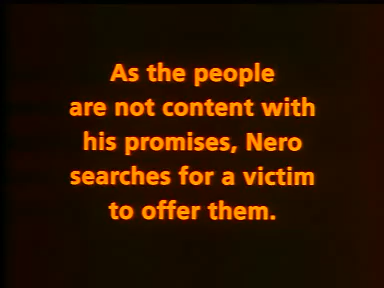 As the people
are not content with
his promises, Nero
searches for a victim
to offer them.